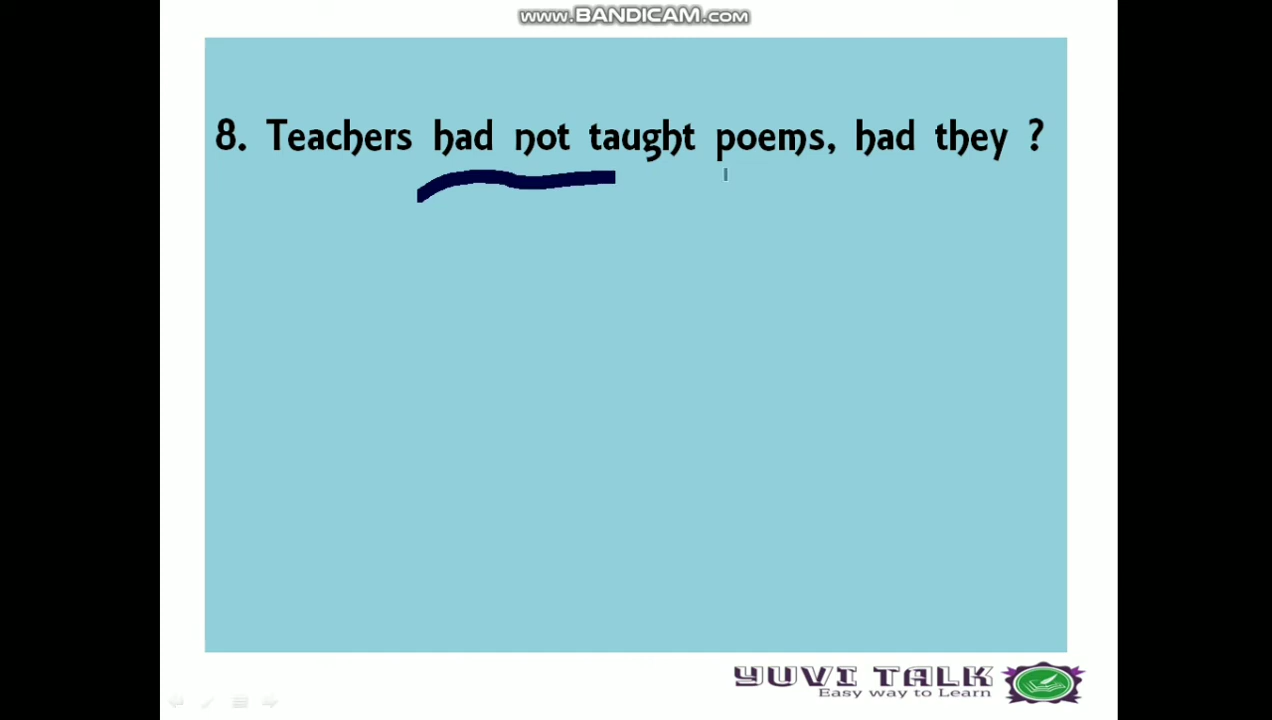 www.BANDICAM.com
8. Teachers had not taught poems, had they ?
YUVI TALK
Easy way to Learn